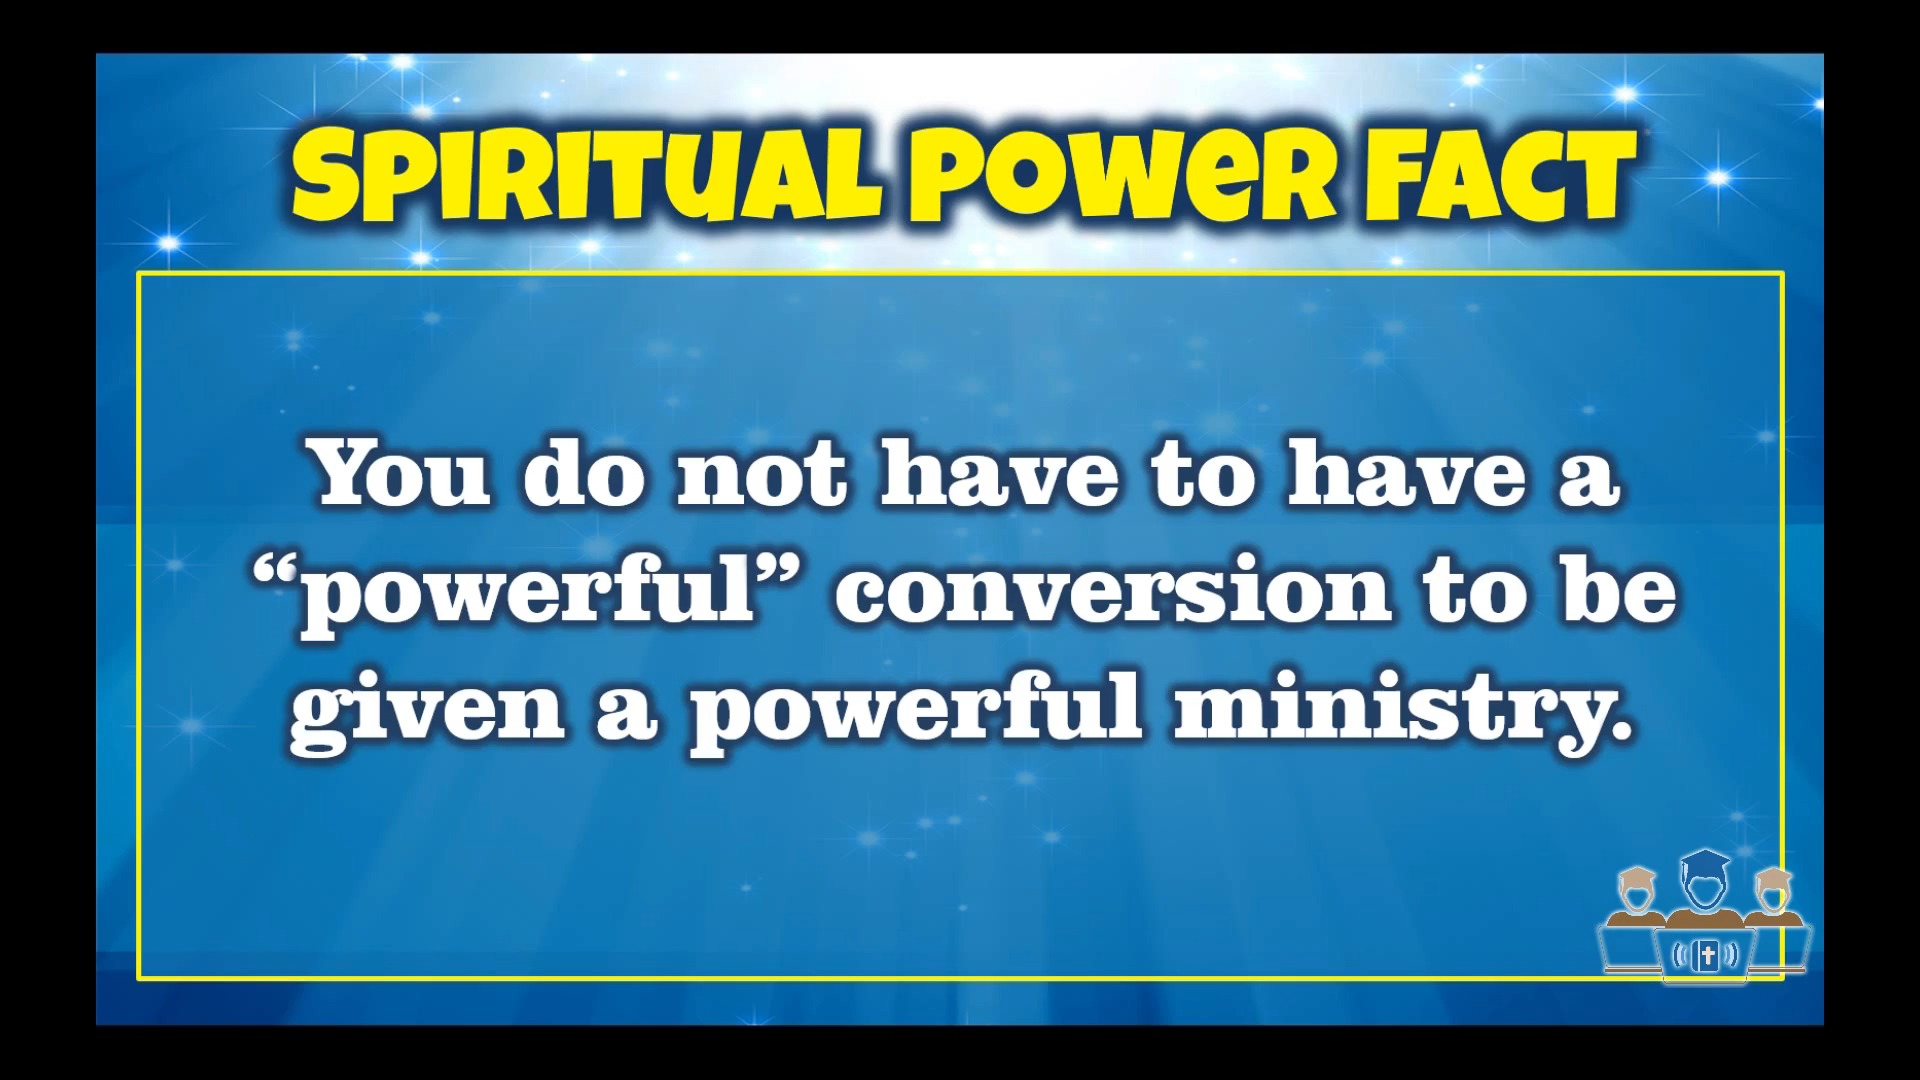 SPIRITUAL POWER FACT
You do not have to have a
“powerful” conversion to be
given a powerful ministry.